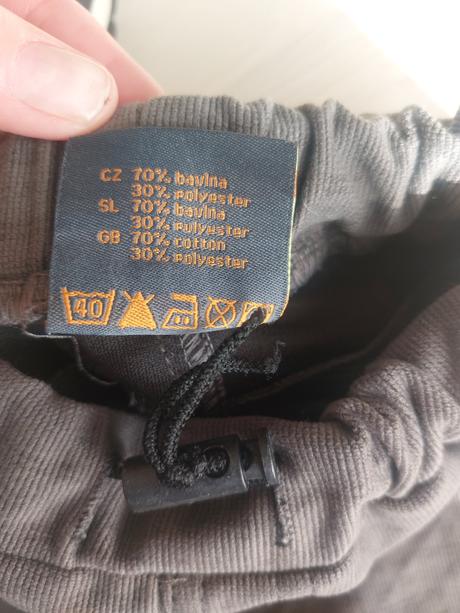 CZ 70% bavlna
30% polyester
SL 70% bavlna
30% polyester
GB 70% cotton
30% polyester
40